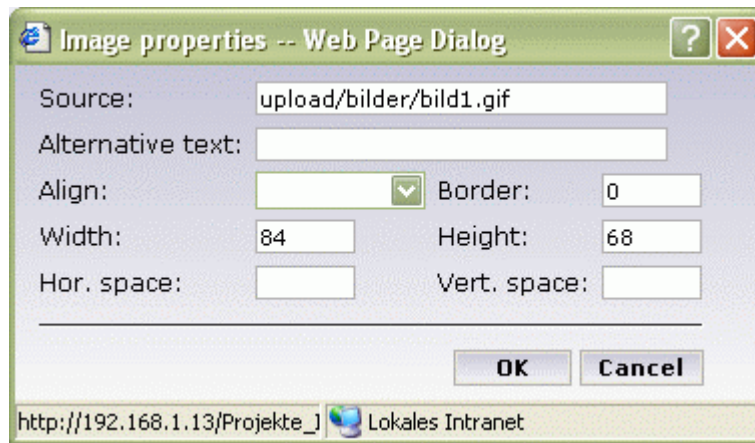 Image properties -- Web Page Dialog
Source: upload/bilder/bild1.gif
Alternative text:
Align: Border: 0
Width: 84 Height: 68
Hor. space: Vert. space:
OK Cancel
http://192.168.1.13/Projekte_ Lokales Intranet